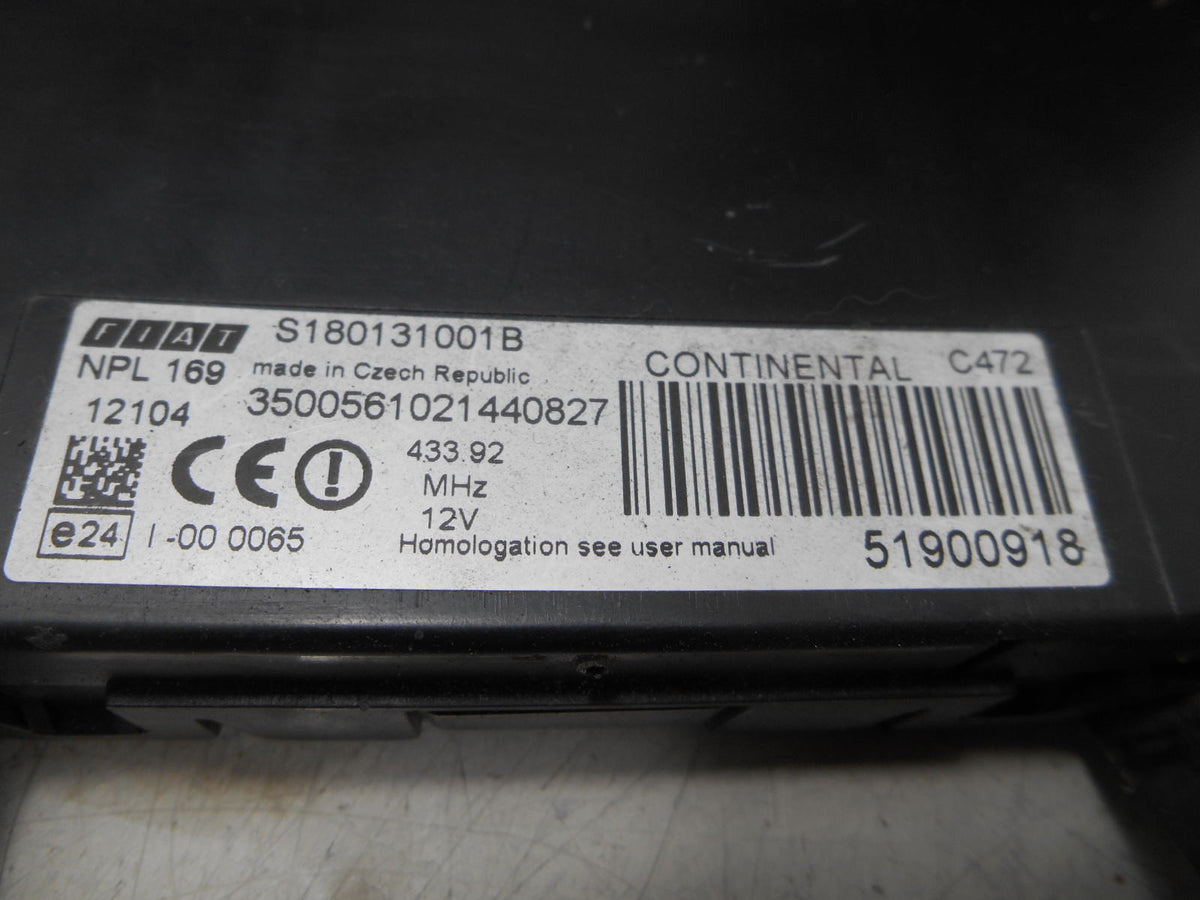 FIAT S180131001B
NPL 169 made in Czech Republic
CONTINENTAL C472
12104 3500561021440827
CE 433.92
MHz
12V
e24 I -00 0065
Homologation see user manual
51900918